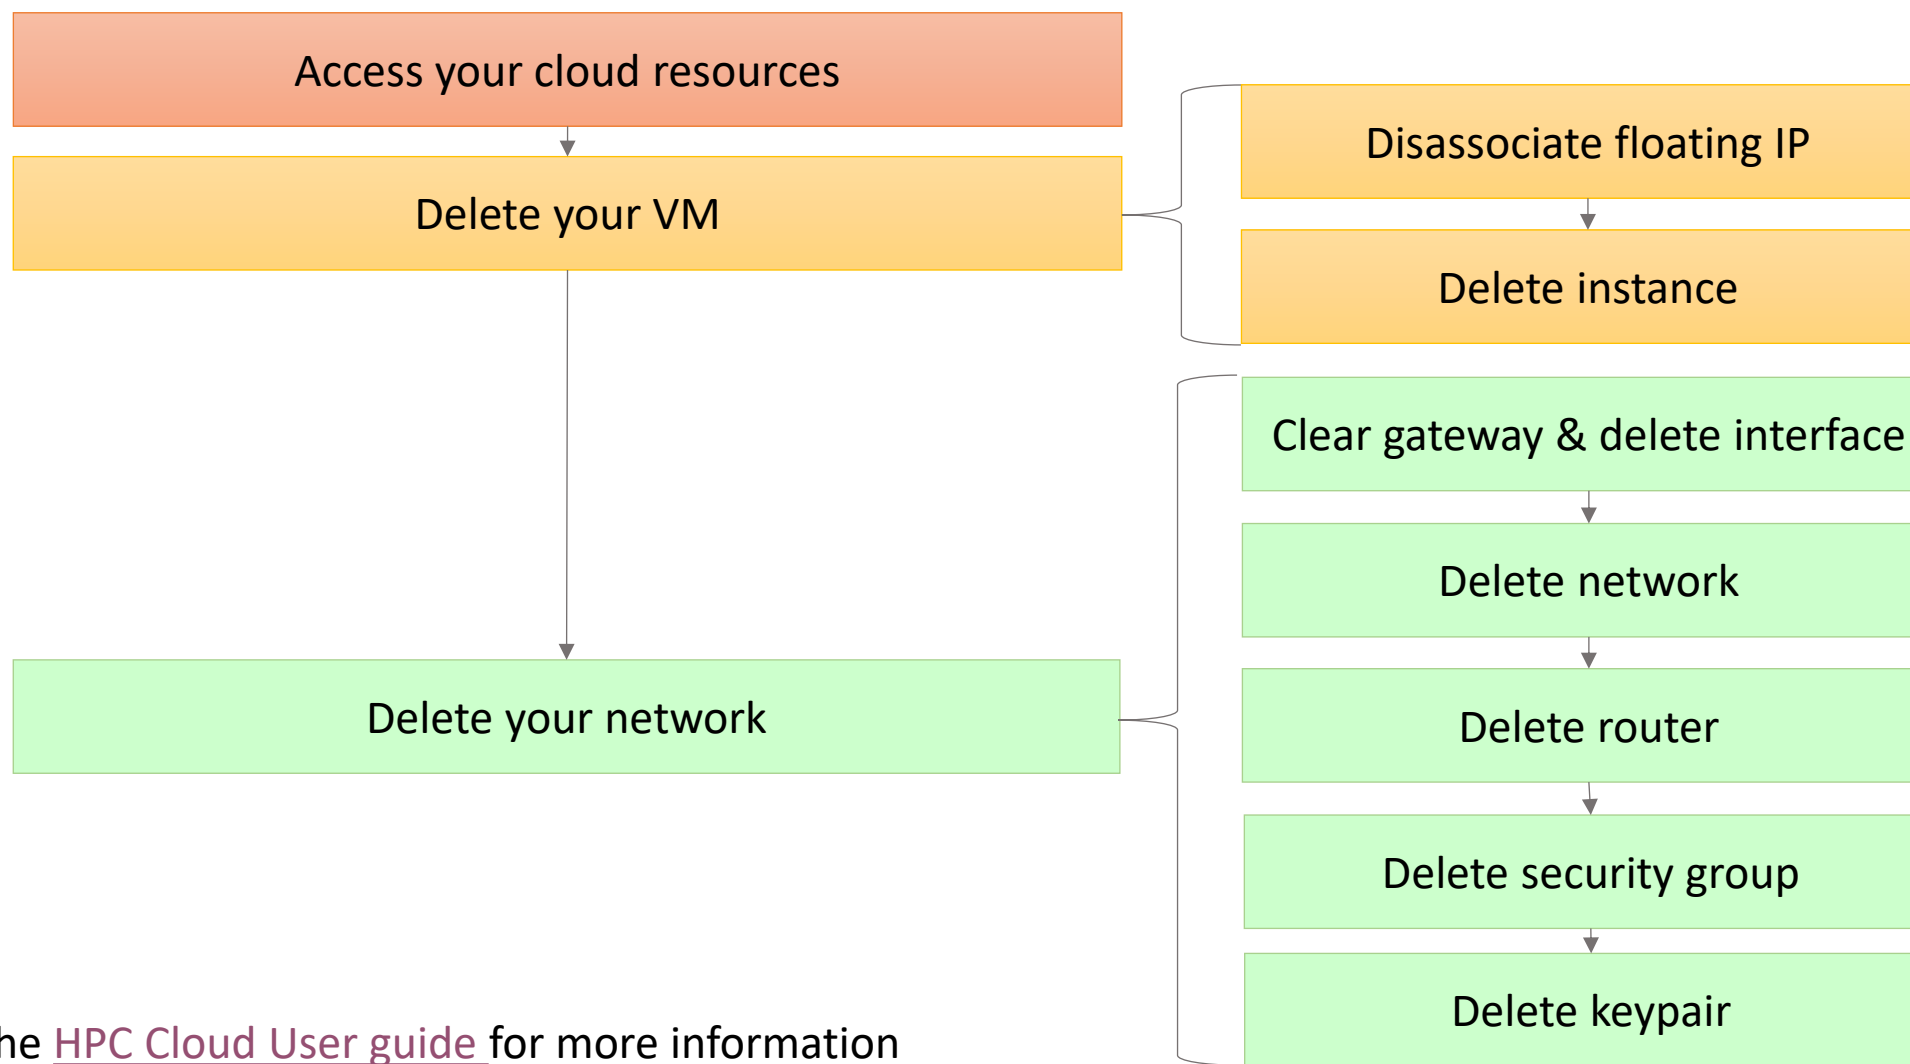 Access your cloud resources
Delete your VM
Disassociate floating IP
Delete instance
Delete your network
Clear gateway & delete interface
Delete network
Delete router
Delete security group
Delete keypair
HPC Cloud User guide for more information